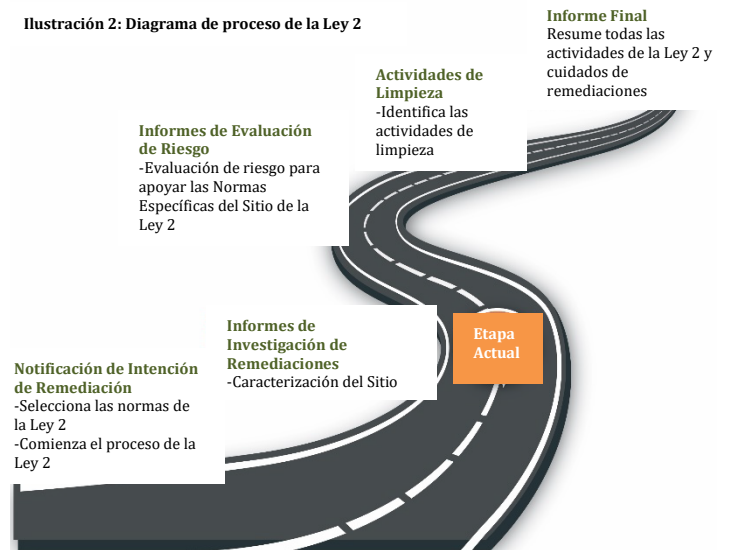 Ilustración 2: Diagrama de proceso de la Ley 2
Informe Final
Resume todas las
actividades de la Ley 2 y
cuidados de
remediaciones
Actividades de
Limpieza
-Identifica las
actividades de
limpieza
Informes de Evaluación
de Riesgo
-Evaluación de riesgo para
apoyar las Normas
Específicas del Sitio de la
Ley 2
Informes de
Investigación de
Remediaciones
-Caracterización del Sitio
Etapa
Actual
Notificación de Intención
de Remediación
-Selecciona las normas de
la Ley 2
-Comienza el proceso de la
Ley 2